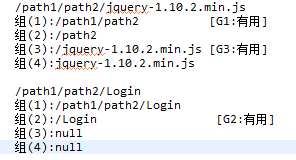 /path1/path2/jquery-1.10.2.min.js
组(1):/path1/path2 [G1:有用]
组(2):/path2
组(3):/jquery-1.10.2.min.js [G3:有用]
组(4):jquery-1.10.2.min.js
/path1/path2/Login
组(1):/path1/path2/Login
组(2):/Login [G2:有用]
组(3):null
组(4):null